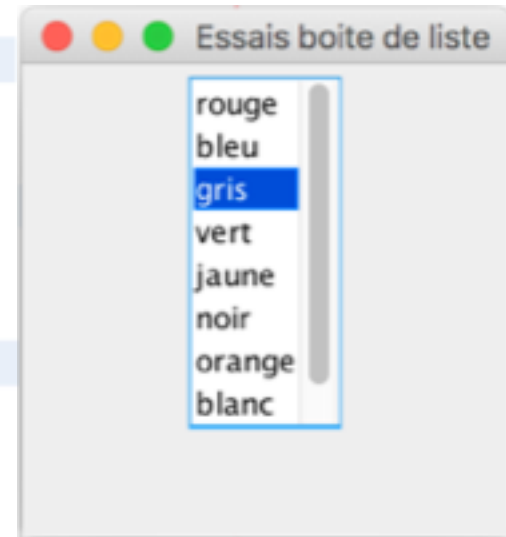 Essais boite de liste
rouge
bleu
gris
vert
jaune
noir
orange
blanc